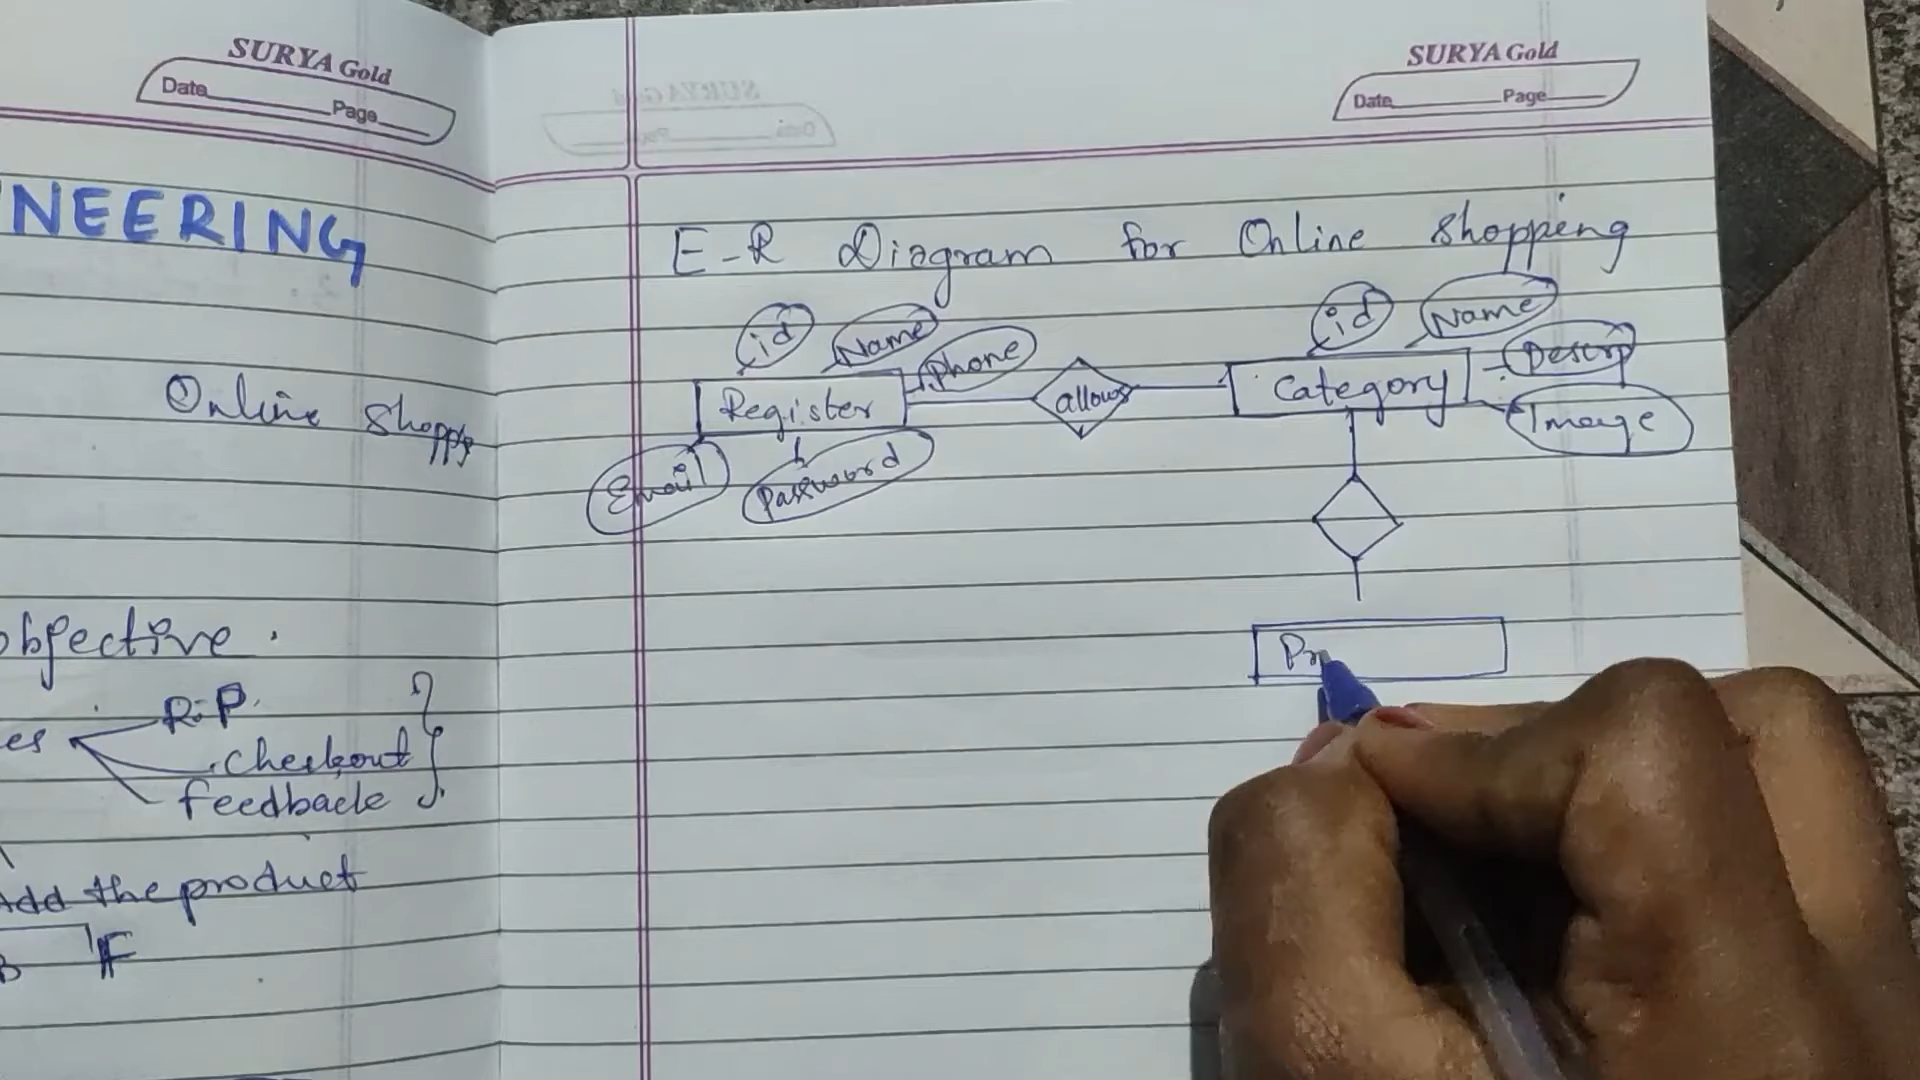 SURYA Gold
Date Page
NEERING
Online Shopp
objective.
es R.P.
Checkout
feedback
Add the product
B F
SURYA Gold
Date Page
E-R Diagram for Online Shopping
id Name Phone
Register
Email Password
allows
id Name
Descrp
Category
Image
Pr